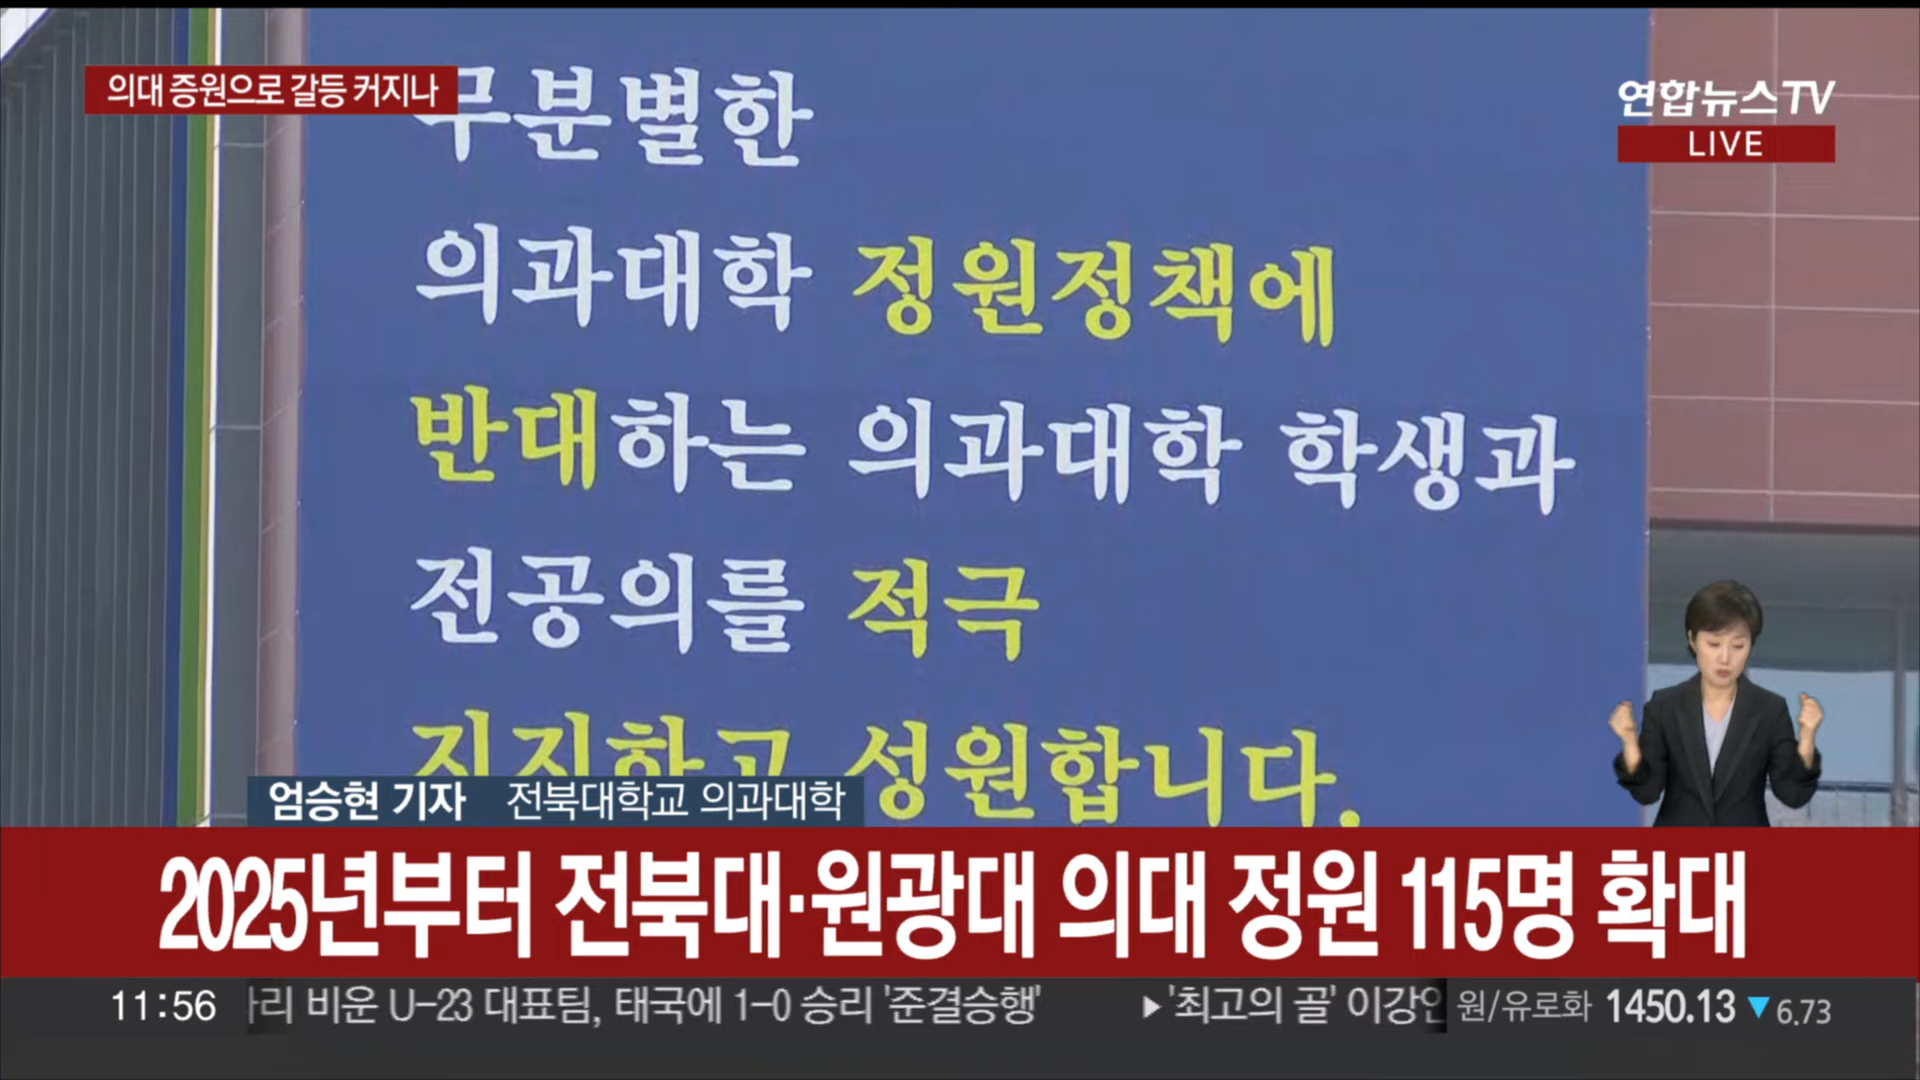 의대 증원으로 갈등 커지나
연합뉴스TV
LIVE
무분별한
의과대학 정원정책에
반대하는 의과대학 학생과
전공의를 적극
지지하고 성원합니다.
엄승현 기자 전북대학교 의과대학
2025년부터 전북대·원광대 의대 정원 115명 확대
11:56 비운 U-23 대표팀, 태국에 1-0 승리 '준결승행' ▶'최고의 골' 이강인 원/유로화 1450.13 ▼6.73